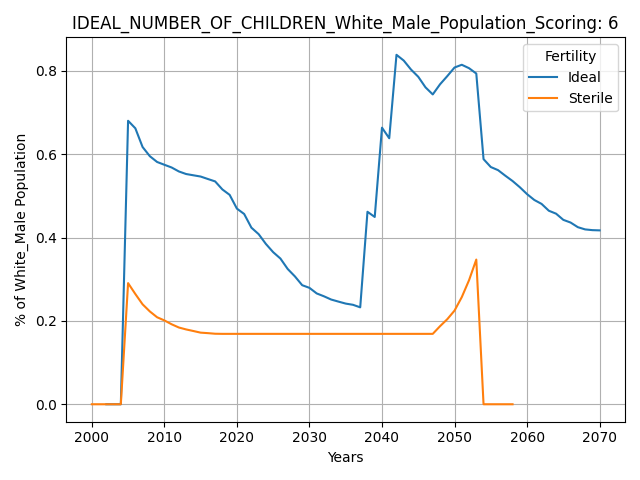 IDEAL_NUMBER_OF_CHILDREN_White_Male_Population_Scoring: 6
Fertility
Ideal
Sterile
% of White_Male Population
0.8
0.6
0.4
0.2
0.0
2000 2010 2020 2030 2040 2050 2060 2070
Years